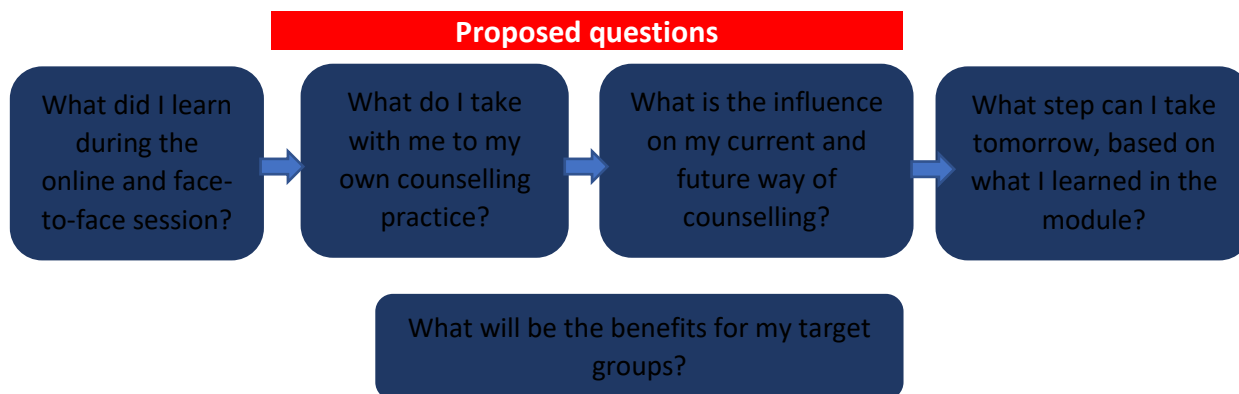 Proposed questions
What did I learn
during the
online and face-
to-face session?
What do I take
with me to my
own counselling
practice?
What is the influence
on my current and
future way of
counselling?
What step can I take
tomorrow, based on
what I learned in the
module?
What will be the benefits for my target
groups?